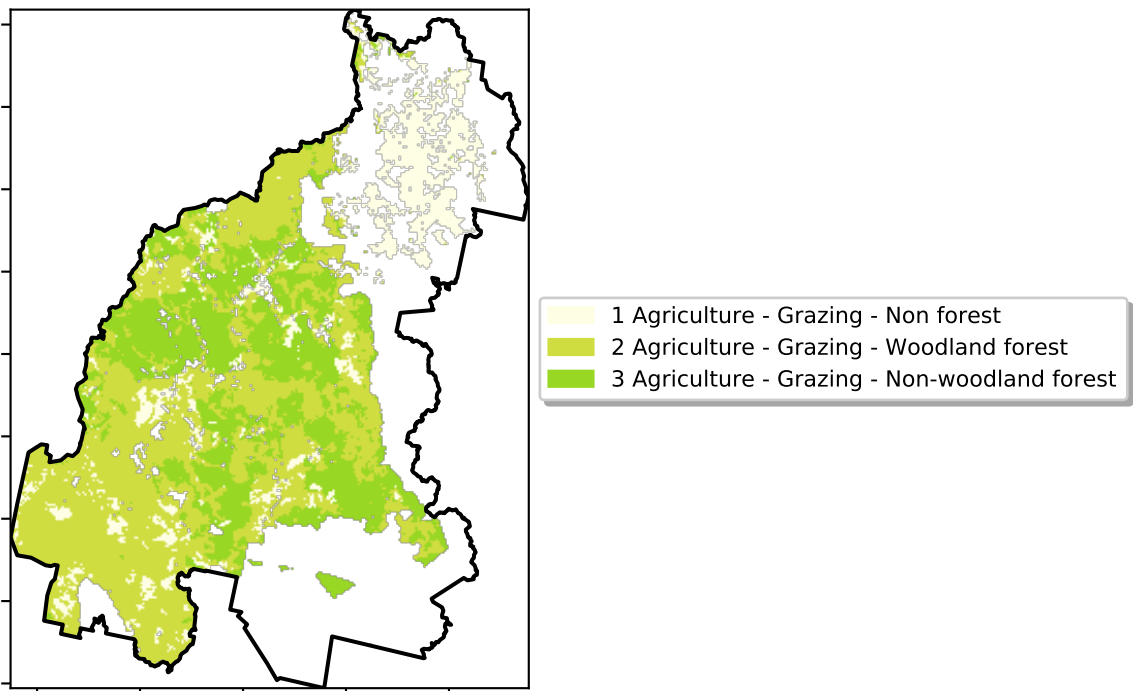 1 Agriculture - Grazing - Non forest
2 Agriculture - Grazing - Woodland forest
3 Agriculture - Grazing - Non-woodland forest